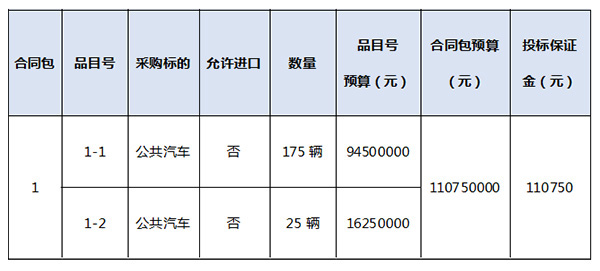 合同包 品目号 采购标的 允许进口 数量 品目号预算（元） 合同包预算（元） 投标保证金（元）
1 1-1 公共汽车 否 175 辆 94500000 110750000 110750
1-2 公共汽车 否 25 辆 16250000